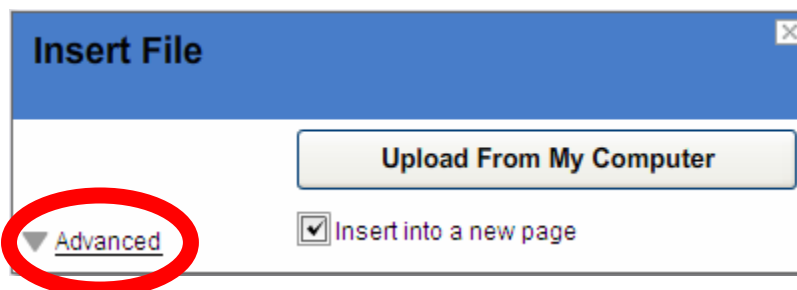 Insert File
Upload From My Computer
Advanced
Insert into a new page